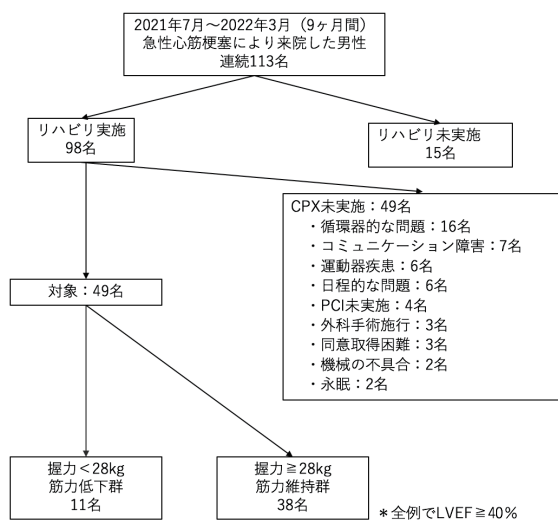 2021年7月〜2022年3月（9ヶ月間）
急性心筋梗塞により来院した男性
連続113名
リハビリ実施
98名
リハビリ未実施
15名
CPX未実施：49名
・循環器的な問題：16名
・コミュニケーション障害：7名
・運動器疾患：6名
・日程的な問題：6名
・PCI未実施：4名
・外科手術施行：3名
・同意取得困難：3名
・機械の不具合：2名
・永眠：2名
対象：49名
握力＜28kg
筋力低下群
11名
握力≧28kg
筋力維持群
38名
＊全例でLVEF≧40％